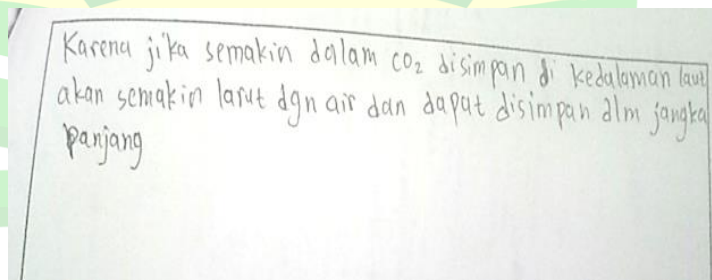 Karena jika semakin dalam CO₂ disimpan di kedalaman laut
akan semakin larut dgn air dan dapat disimpan dlm jangka
panjang